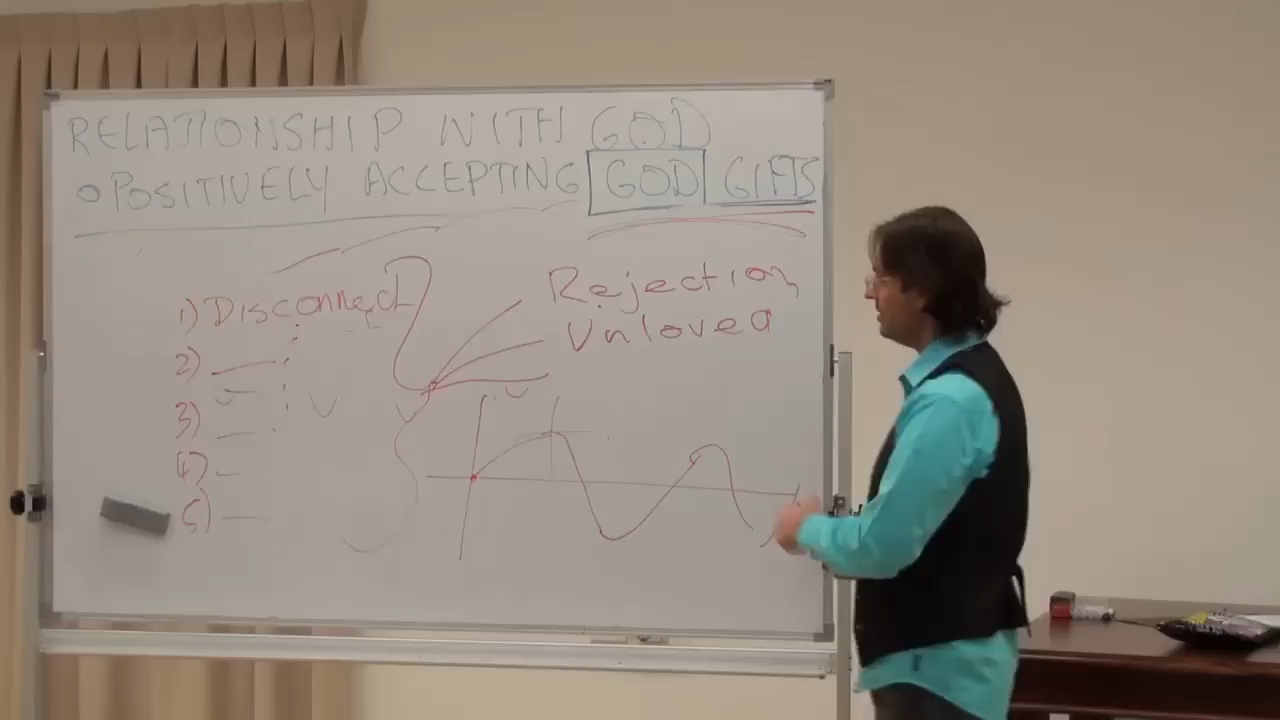 RELATIONSHIP WITH GOD
o POSITIVELY ACCEPTING GOD GIFTS
1) Disconnect
2)
3)
4)
5)
Rejection
Unloved